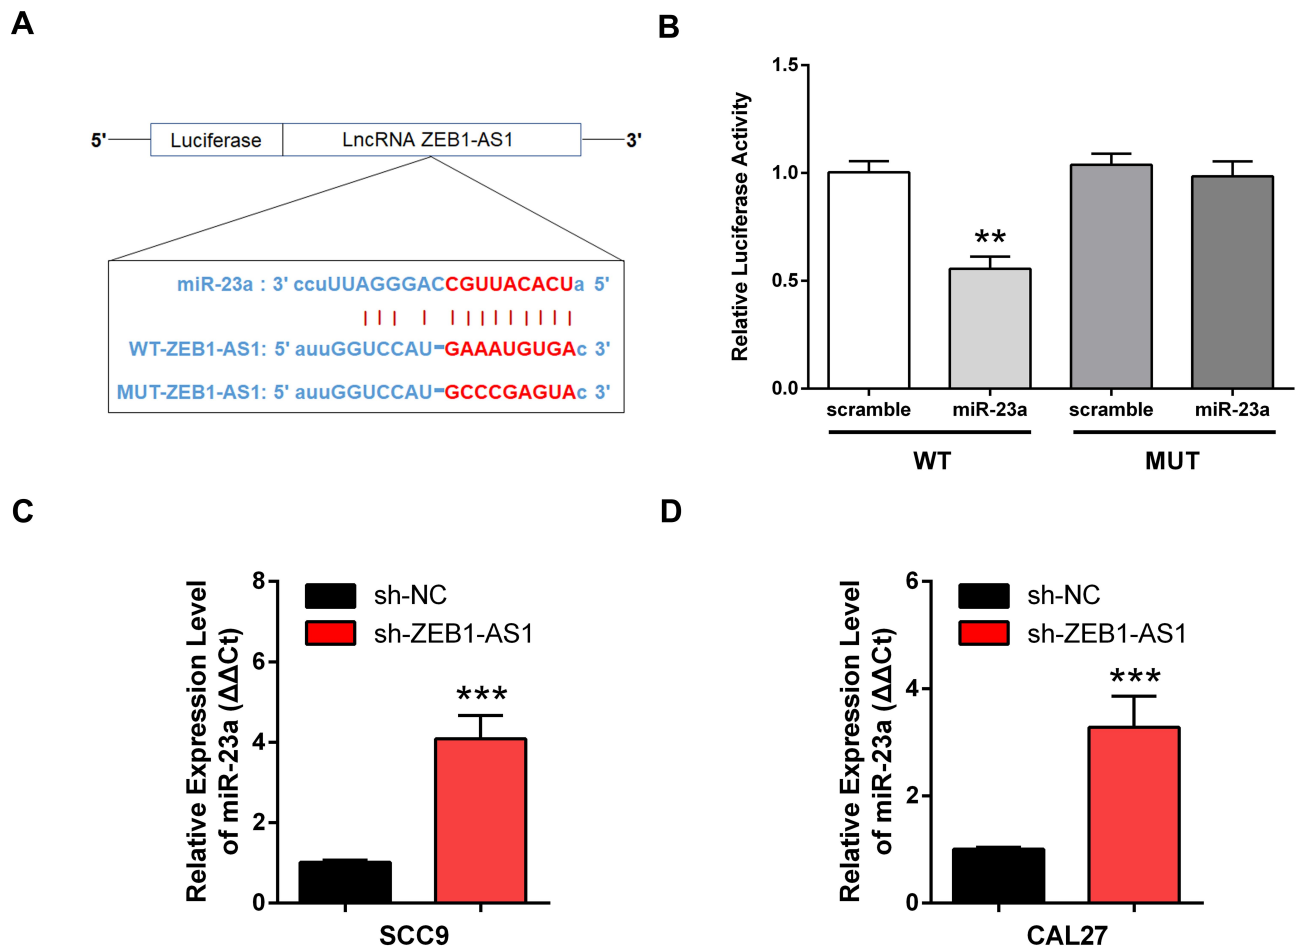 A
5' Luciferase LncRNA ZEB1-AS1 3'
miR-23a : 3' ccuUUAGGGACCGUUACACUa 5'
WT-ZEB1-AS1: 5' auuGGUCCAU-GAAAUGUGAc 3'
MUT-ZEB1-AS1: 5' auuGGUCCAU-GCCCGAGUAc 3'
B
Relative Luciferase Activity
1.5
1.0
0.5
0.0
**
scramble miR-23a scramble miR-23a
WT MUT
C
Relative Expression Level
of miR-23a (ΔΔCt)
8
6
4
2
0
sh-NC
sh-ZEB1-AS1
***
SCC9
D
Relative Expression Level
of miR-23a (ΔΔCt)
6
4
2
0
sh-NC
sh-ZEB1-AS1
***
CAL27